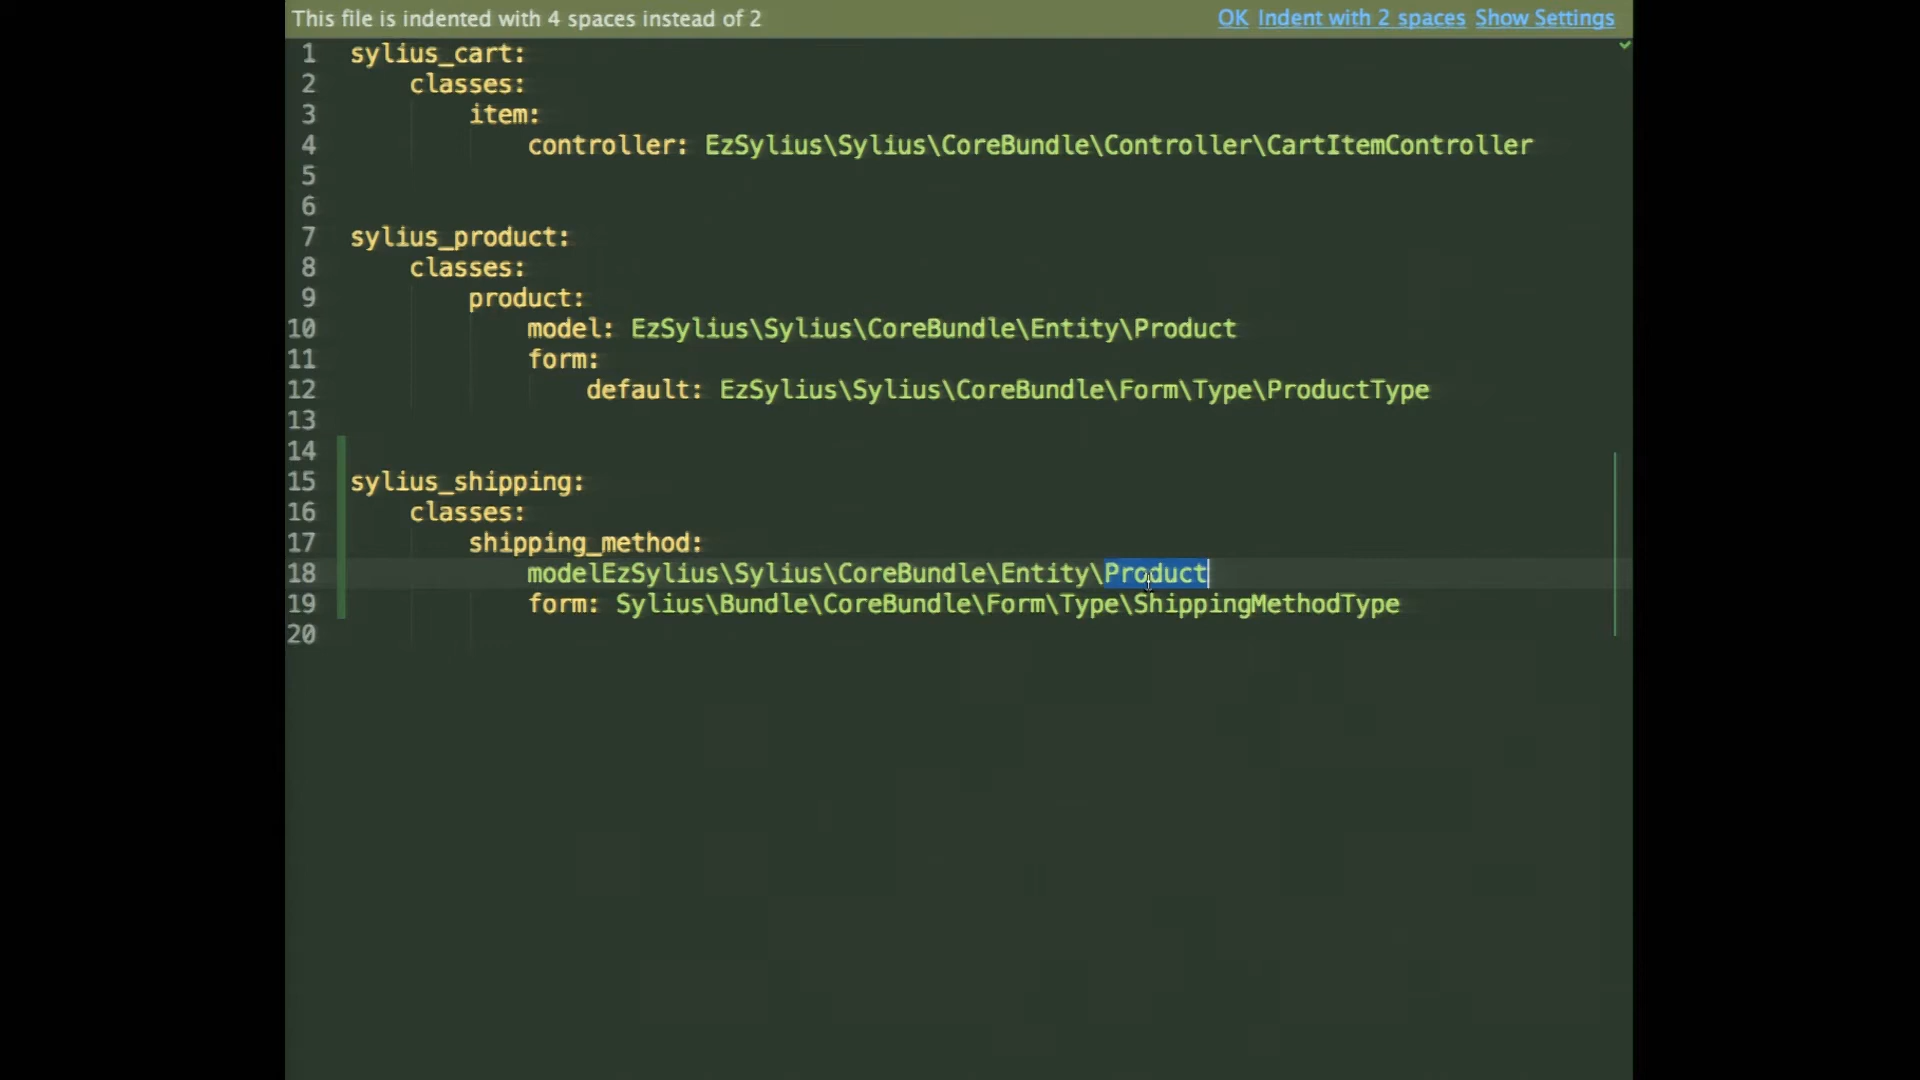 This file is indented with 4 spaces instead of 2 OK Indent with 2 spaces Show Settings
1 sylius_cart:
2 classes:
3 item:
4 controller: EzSylius\Sylius\CoreBundle\Controller\CartItemController
5
6
7 sylius_product:
8 classes:
9 product:
10 model: EzSylius\Sylius\CoreBundle\Entity\Product
11 form:
12 default: EzSylius\Sylius\CoreBundle\Form\Type\ProductType
13
14
15 sylius_shipping:
16 classes:
17 shipping_method:
18 modelEzSylius\Sylius\CoreBundle\Entity\Product
19 form: Sylius\Bundle\CoreBundle\Form\Type\ShippingMethodType
20